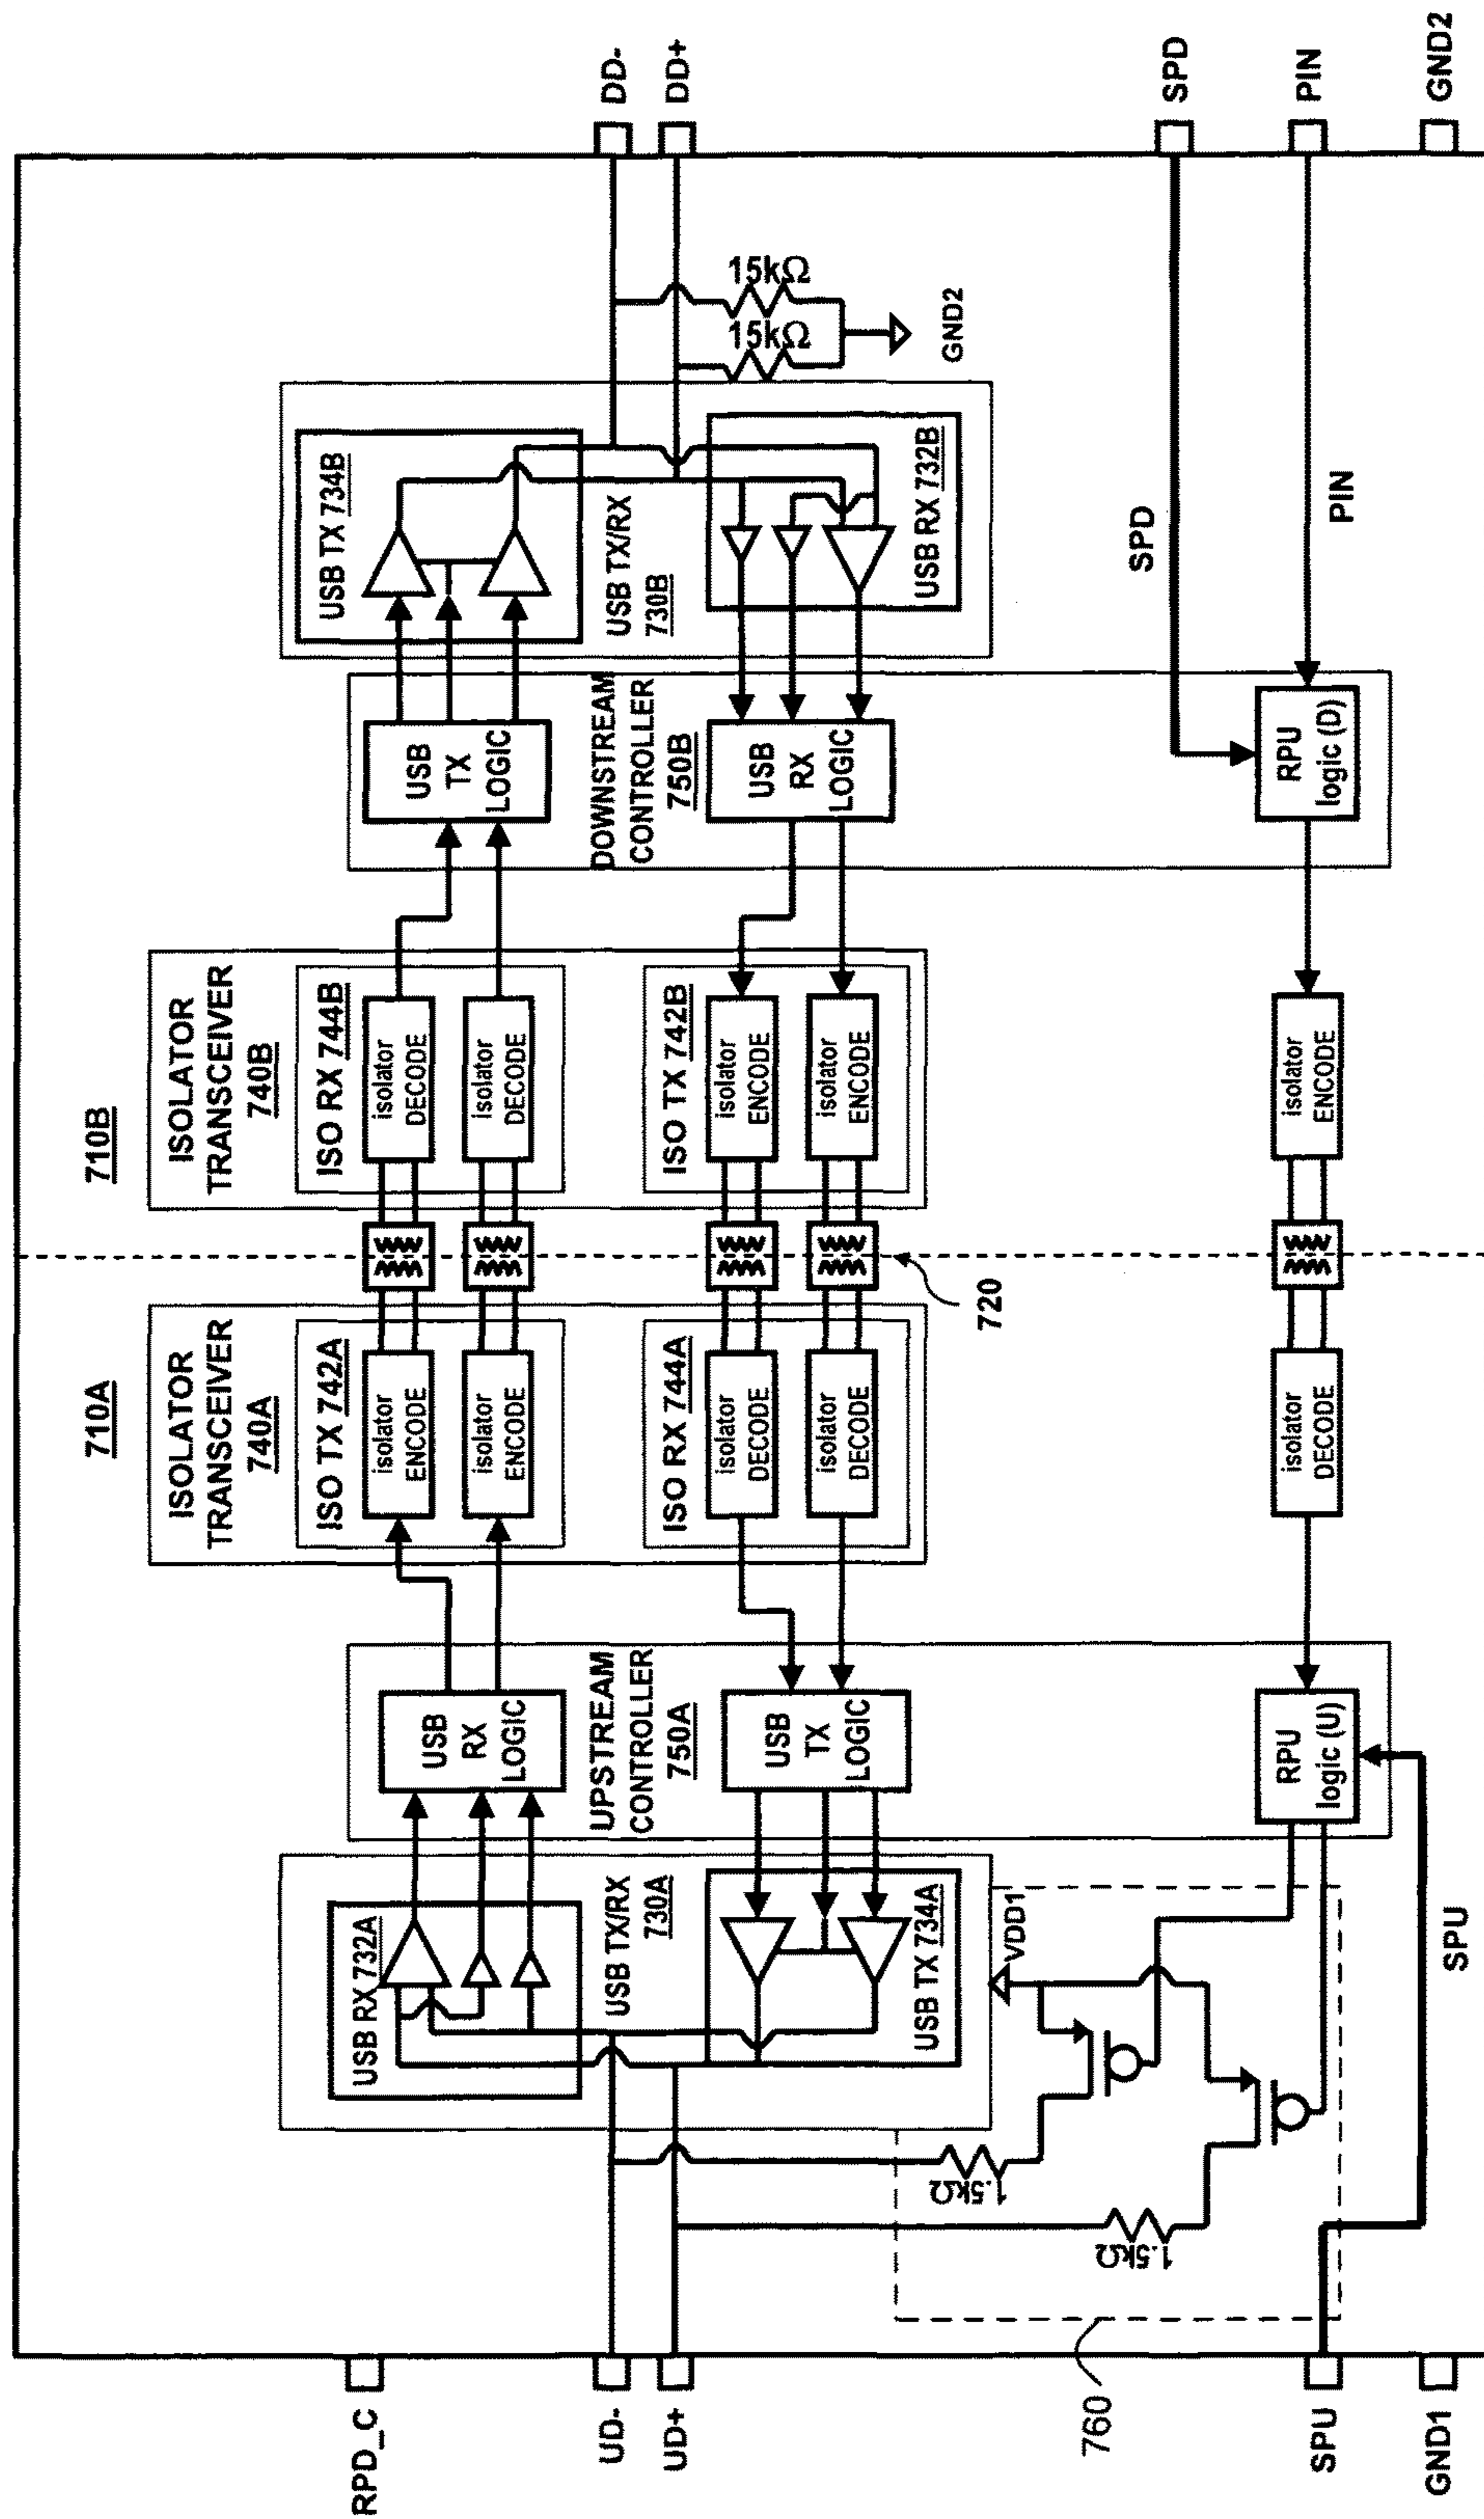 710A
710B
ISOLATOR
TRANSCEIVER
740A
ISOLATOR
TRANSCEIVER
740B
RPD_C
UD-
UD+
SPU
GND1
760
USB RX 732A
USB TX/RX
730A
USB TX 734A
VDD1
1.5kΩ
1.5kΩ
USB
RX
LOGIC
UPSTREAM
CONTROLLER
750A
USB
TX
LOGIC
RPU
logic (U)
SPU
ISO TX 742A
isolator
ENCODE
isolator
ENCODE
ISO RX 744A
isolator
DECODE
isolator
DECODE
isolator
DECODE
720
ISO RX 744B
isolator
DECODE
isolator
DECODE
ISO TX 742B
isolator
ENCODE
isolator
ENCODE
isolator
ENCODE
USB
TX
LOGIC
DOWNSTREAM
CONTROLLER
750B
USB
RX
LOGIC
RPU
logic (D)
USB TX 734B
USB TX/RX
730B
USB RX 732B
15kΩ
15kΩ
GND2
SPD
PIN
DD-
DD+
SPD
PIN
GND2